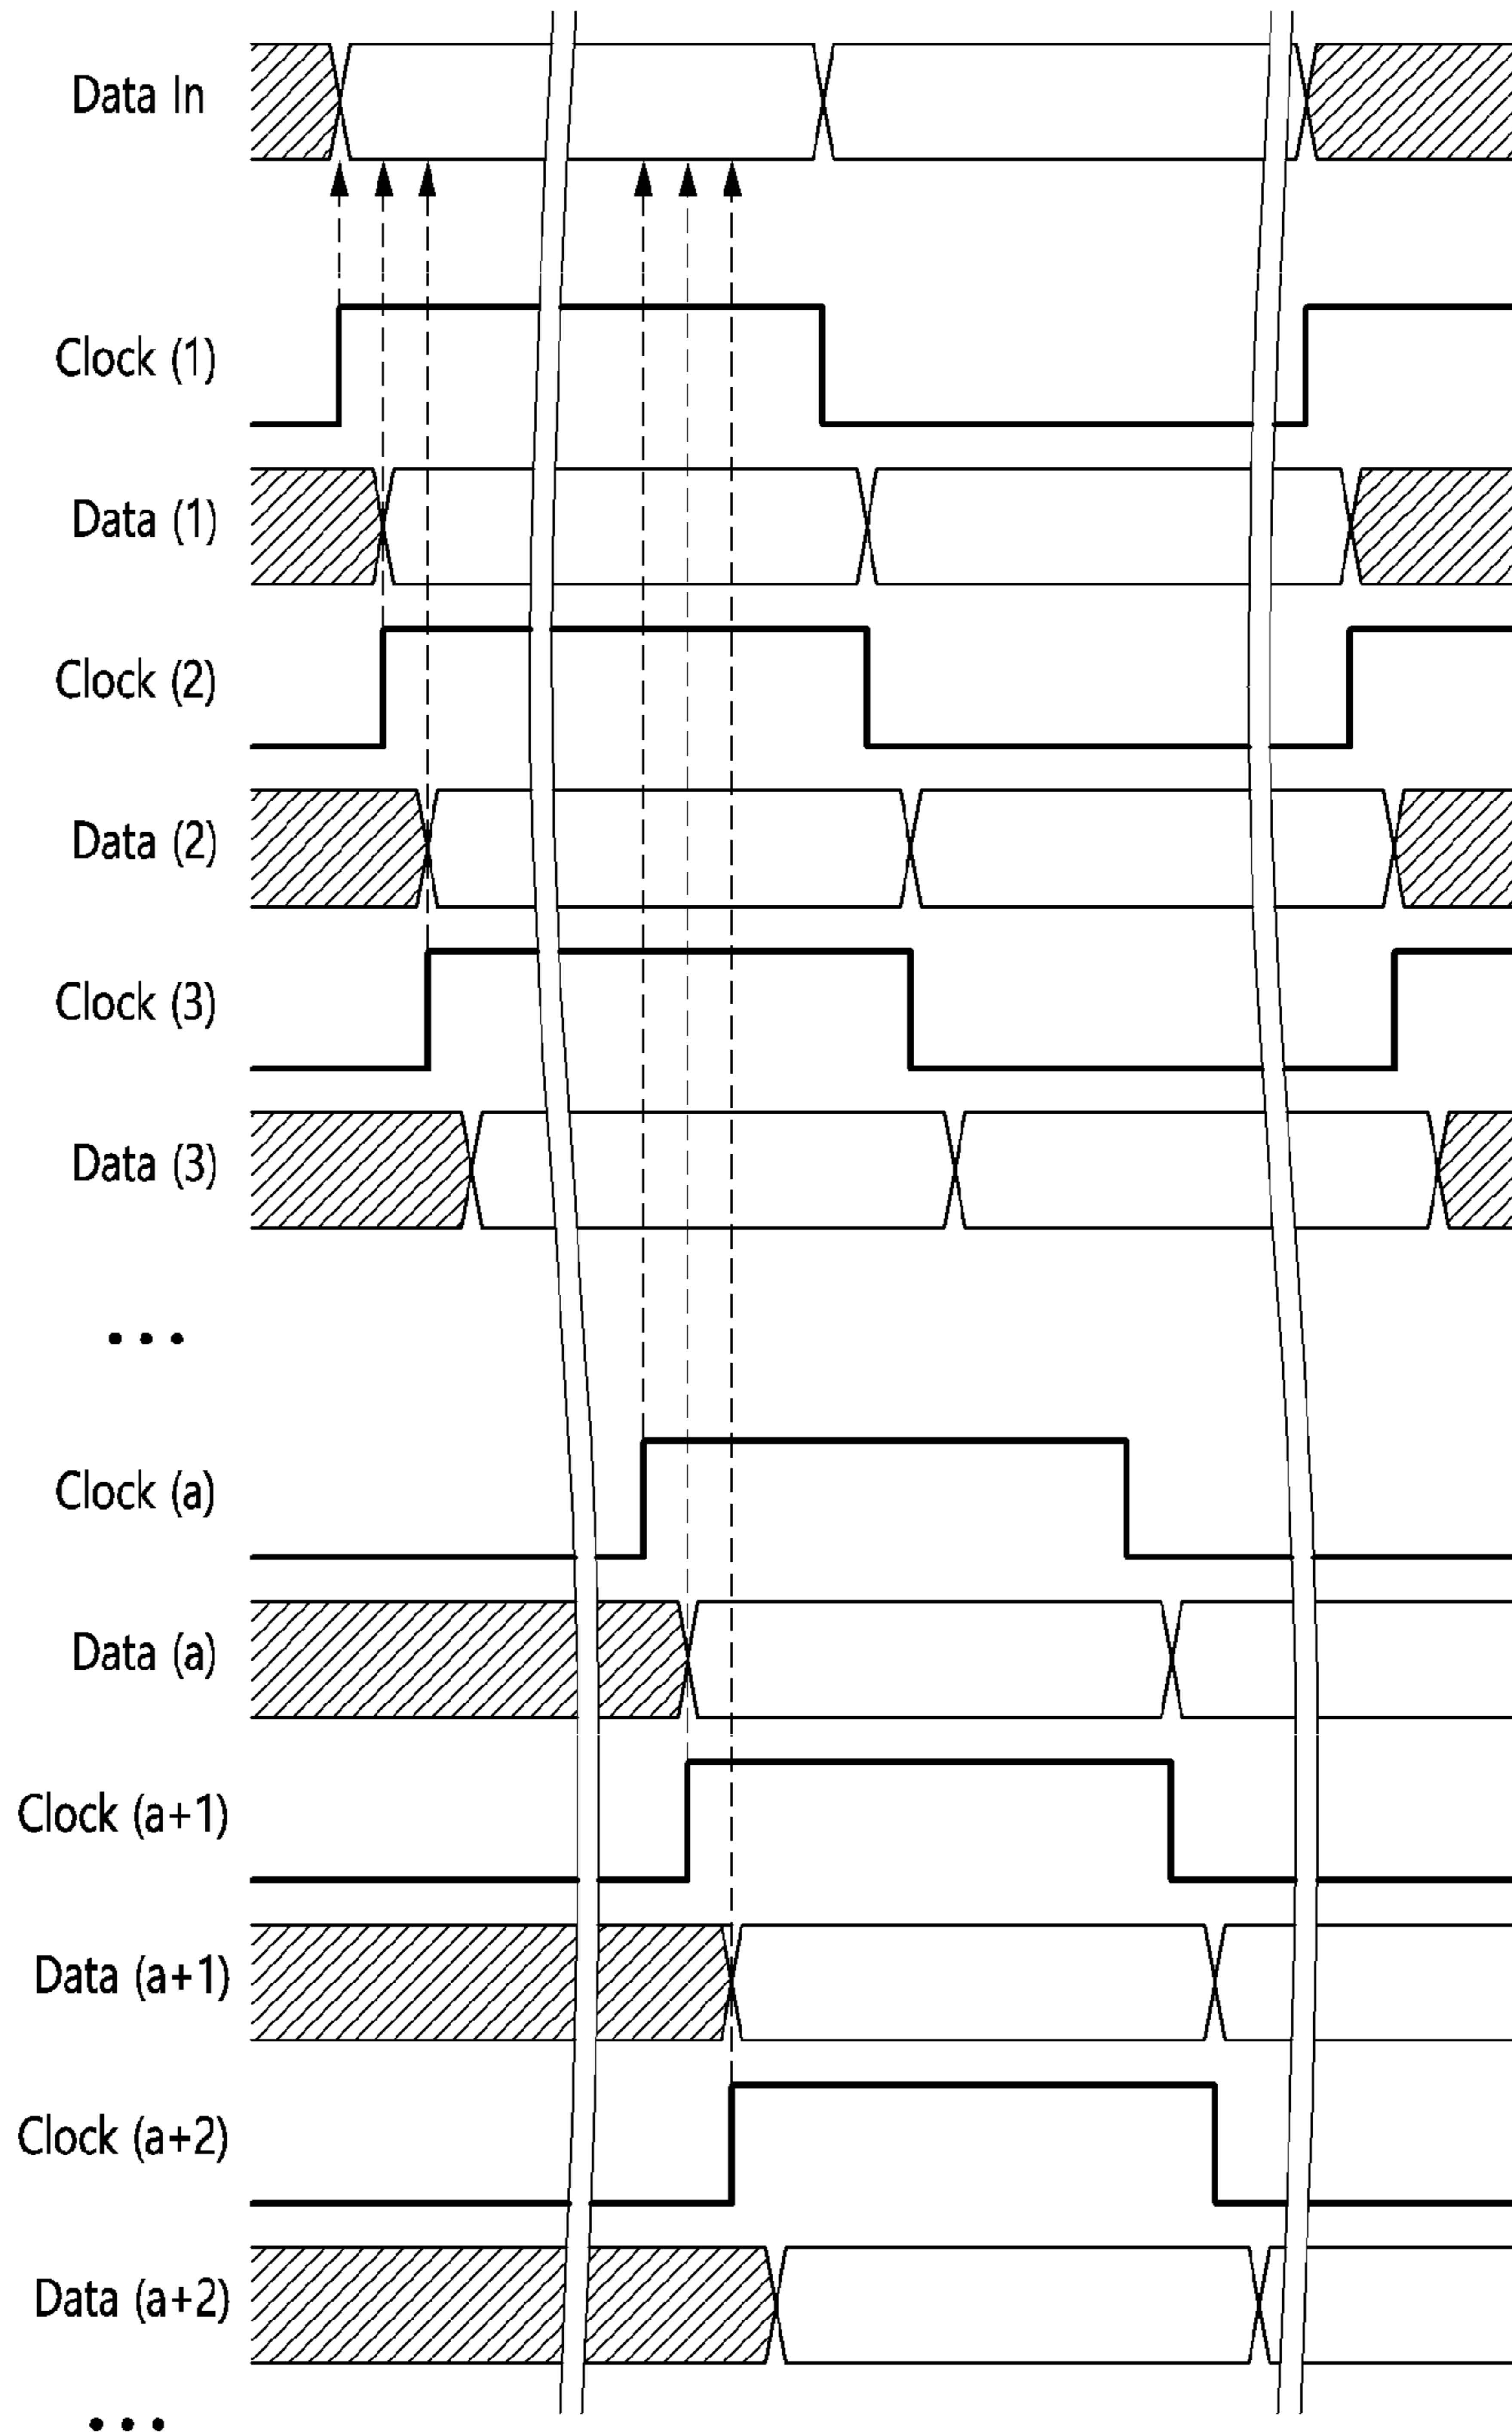 Data In
Clock (1)
Data (1)
Clock (2)
Data (2)
Clock (3)
Data (3)
...
Clock (a)
Data (a)
Clock (a+1)
Data (a+1)
Clock (a+2)
Data (a+2)
...